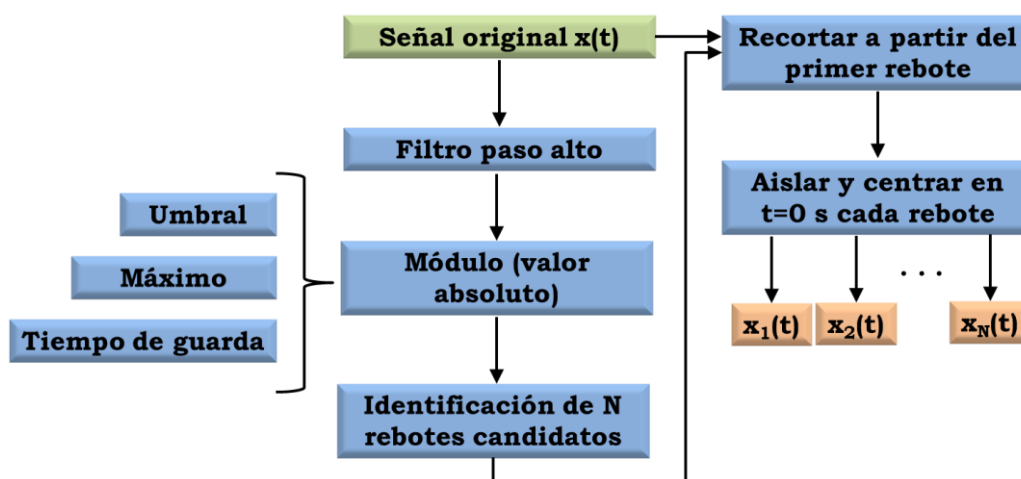 Señal original x(t)
Filtro paso alto
Umbral
Máximo
Tiempo de guarda
Módulo (valor
absoluto)
Identificación de N
rebotes candidatos
Recortar a partir del
primer rebote
Aislar y centrar en
t=0 s cada rebote
. . .
x₁(t)
x₂(t)
x_N(t)